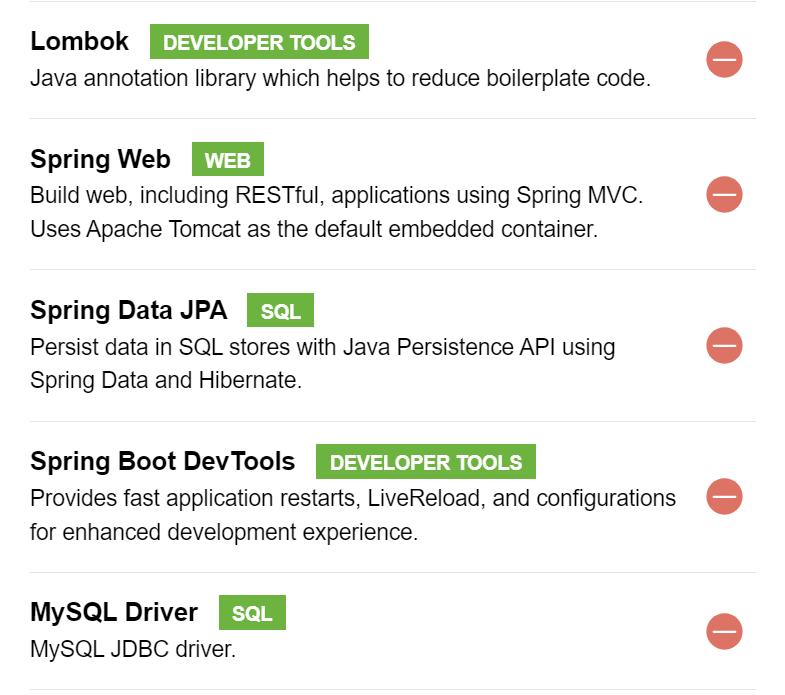 Lombok DEVELOPER TOOLS
Java annotation library which helps to reduce boilerplate code.
Spring Web WEB
Build web, including RESTful, applications using Spring MVC.
Uses Apache Tomcat as the default embedded container.
Spring Data JPA SQL
Persist data in SQL stores with Java Persistence API using
Spring Data and Hibernate.
Spring Boot DevTools DEVELOPER TOOLS
Provides fast application restarts, LiveReload, and configurations
for enhanced development experience.
MySQL Driver SQL
MySQL JDBC driver.